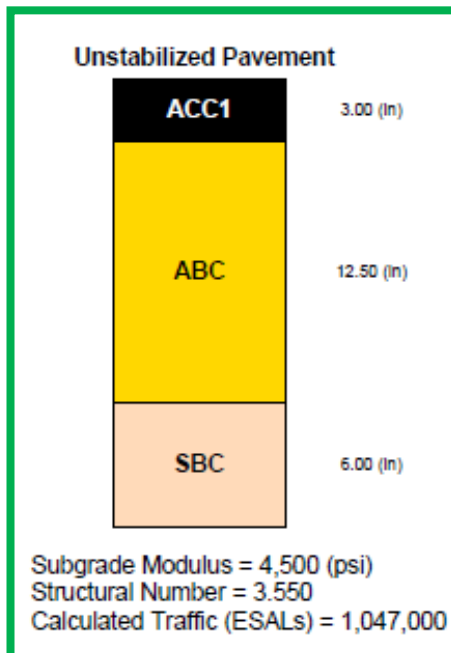 Unstabilized Pavement
ACC1 3.00 (in)
ABC 12.50 (in)
SBC 6.00 (in)
Subgrade Modulus = 4,500 (psi)
Structural Number = 3.550
Calculated Traffic (ESALs) = 1,047,000